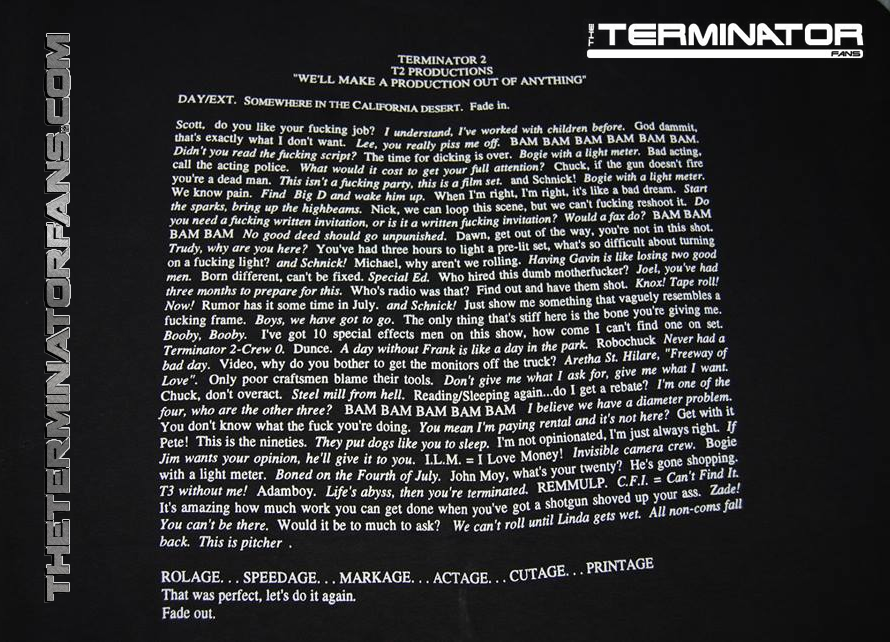 THE TERMINATOR
FANS
THETERMINATORFANS.COM
TERMINATOR 2
T2 PRODUCTIONS
"WE'LL MAKE A PRODUCTION OUT OF ANYTHING"
DAY/EXT. SOMEWHERE IN THE CALIFORNIA DESERT. Fade in.
Scott, do you like your fucking job? I understand, I've worked with children before. God dammit,
that's exactly what I don't want. Lee, you really piss me off. BAM BAM BAM BAM BAM BAM.
Didn't you read the fucking script? The time for dicking is over. Bogie with a light meter. Bad acting,
call the acting police. What would it cost to get your full attention? Chuck, if the gun doesn't fire
you're a dead man. This isn't a fucking party, this is a film set. and Schnick! Bogie with a light meter.
We know pain. Find Big D and wake him up. When I'm right, I'm right, it's like a bad dream. Start
the sparks, bring up the highbeams. Nick, we can loop this scene, but we can't fucking reshoot it. Do
you need a fucking written invitation, or is it a written fucking invitation? Would a fax do? BAM BAM
BAM BAM No good deed should go unpunished. Dawn, get out of the way, you're not in this shot.
Trudy, why are you here? You've had three hours to light a pre-lit set, what's so difficult about turning
on a fucking light? and Schnick! Michael, why aren't we rolling. Having Gavin is like losing two good
men. Born different, can't be fixed. Special Ed. Who hired this dumb motherfucker? Joel, you've had
three months to prepare for this. Who's radio was that? Find out and have them shot. Knox! Tape roll!
Now! Rumor has it some time in July. and Schnick! Just show me something that vaguely resembles a
fucking frame. Boys, we have got to go. The only thing that's stiff here is the bone you're giving me.
Booby, Booby. I've got 10 special effects men on this show, how come I can't find one on set.
Terminator 2-Crew 0. Dunce. A day without Frank is like a day in the park. Robochuck Never had a
bad day. Video, why do you bother to get the monitors off the truck? Aretha St. Hilare, "Freeway of
Love". Only poor craftsmen blame their tools. Don't give me what I ask for, give me what I want.
Chuck, don't overact. Steel mill from hell. Reading/Sleeping again...do I get a rebate? I'm one of the
four, who are the other three? BAM BAM BAM BAM BAM I believe we have a diameter problem.
You don't know what the fuck you're doing. You mean I'm paying rental and it's not here? Get with it
Pete! This is the nineties. They put dogs like you to sleep. I'm not opinionated, I'm just always right. If
Jim wants your opinion, he'll give it to you. I.L.M. = I Love Money! Invisible camera crew. Bogie
with a light meter. Boned on the Fourth of July. John Moy, what's your twenty? He's gone shopping.
T3 without me! Adamboy. Life's abyss, then you're terminated. REMMULP. C.F.I. = Can't Find It.
It's amazing how much work you can get done when you've got a shotgun shoved up your ass. Zade!
You can't be there. Would it be to much to ask? We can't roll until Linda gets wet. All non-coms fall
back. This is pitcher .
ROLAGE. . . SPEEDAGE. . . MARKAGE. . . ACTAGE. . . CUTAGE. . . PRINTAGE
That was perfect, let's do it again.
Fade out.